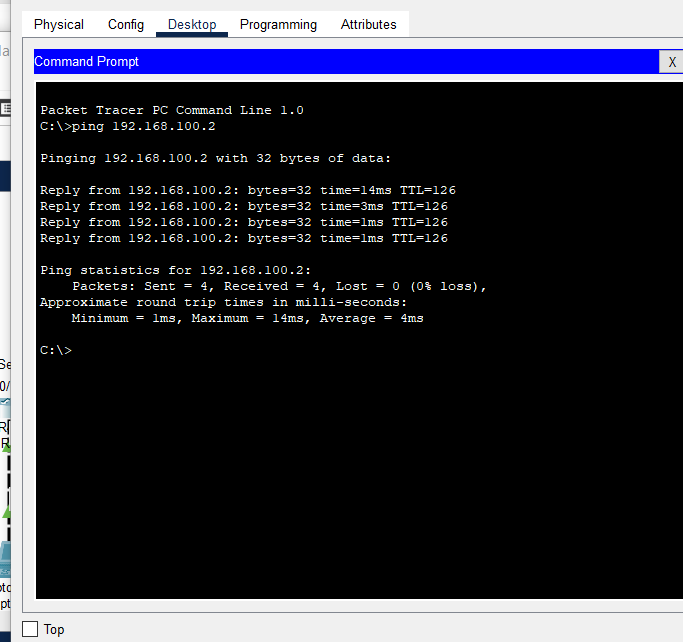 Physical Config Desktop Programming Attributes
Command Prompt X
Packet Tracer PC Command Line 1.0
C:\>ping 192.168.100.2
Pinging 192.168.100.2 with 32 bytes of data:
Reply from 192.168.100.2: bytes=32 time=14ms TTL=126
Reply from 192.168.100.2: bytes=32 time=3ms TTL=126
Reply from 192.168.100.2: bytes=32 time=1ms TTL=126
Reply from 192.168.100.2: bytes=32 time=1ms TTL=126
Ping statistics for 192.168.100.2:
Packets: Sent = 4, Received = 4, Lost = 0 (0% loss),
Approximate round trip times in milli-seconds:
Minimum = 1ms, Maximum = 14ms, Average = 4ms
C:\>
Top